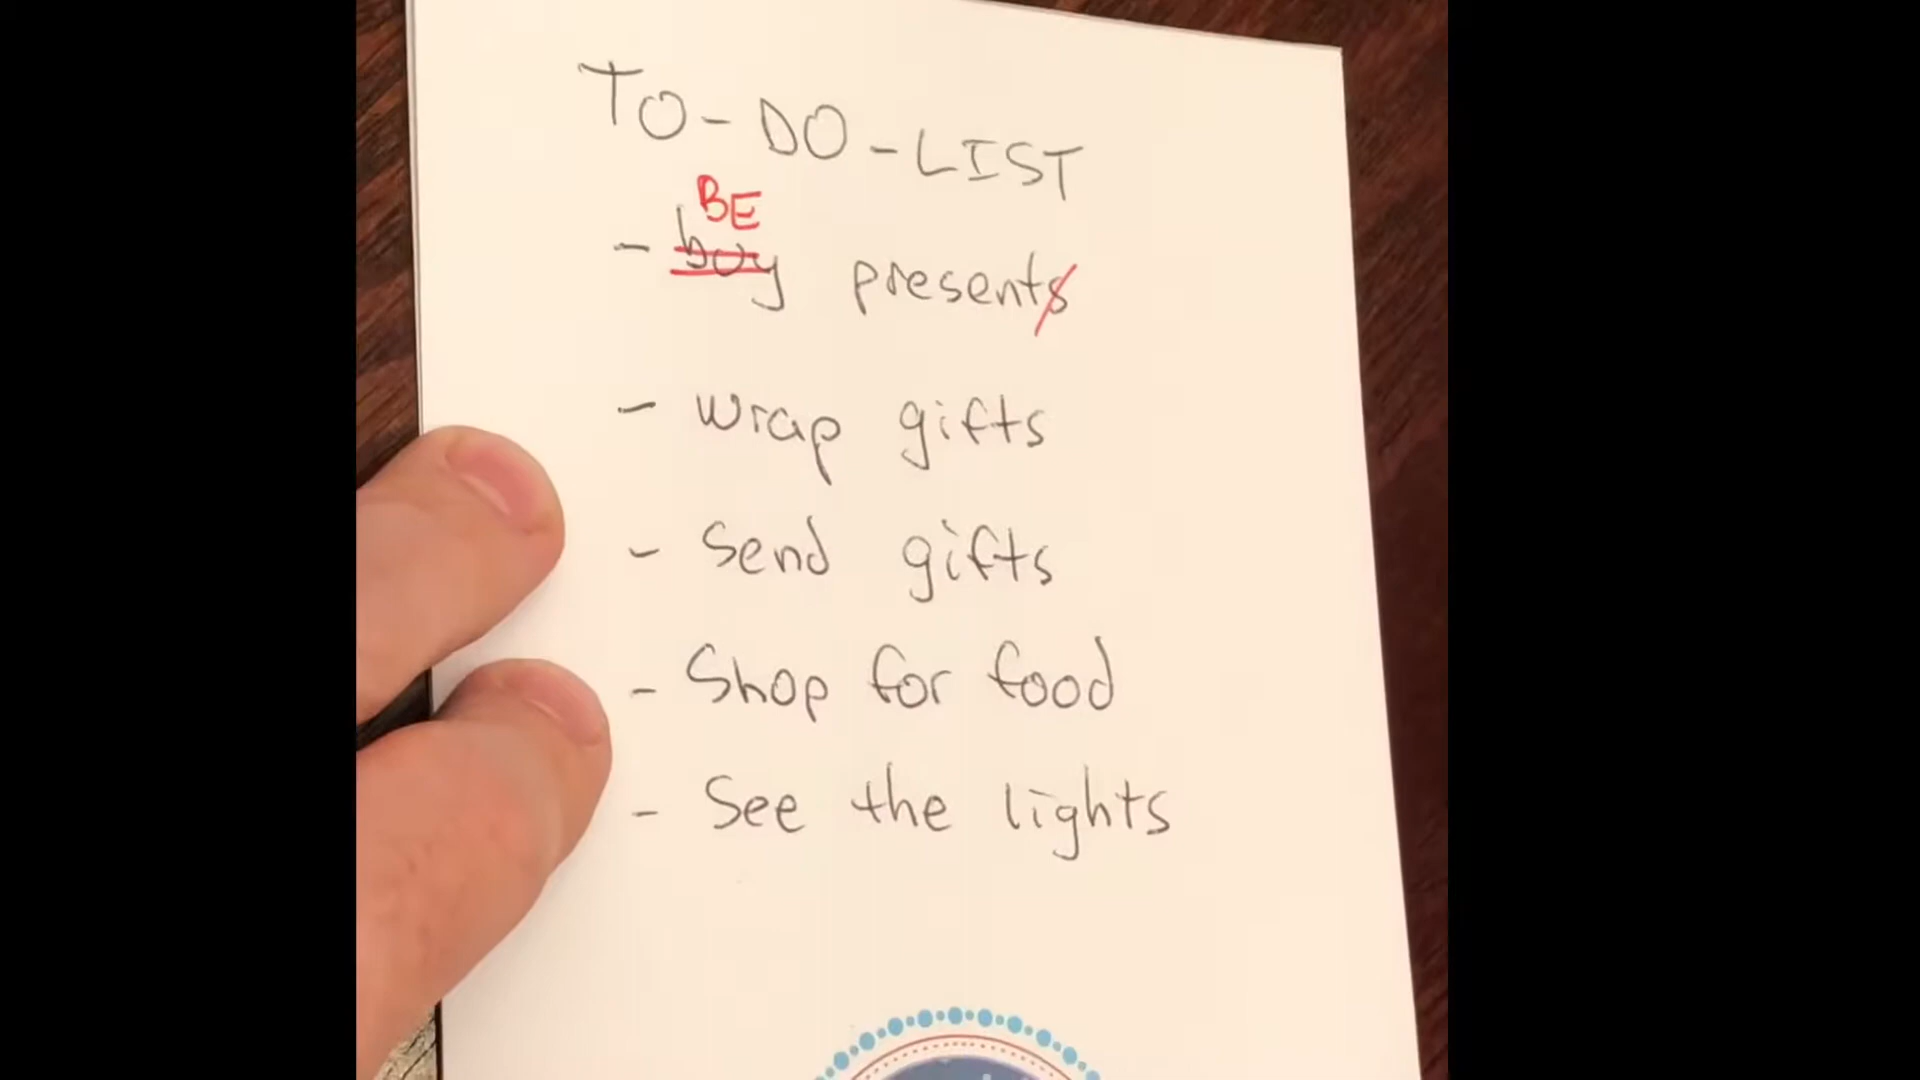 TO-DO-LIST
BE
- buy presents
- wrap gifts
- Send gifts
- Shop for food
- See the lights